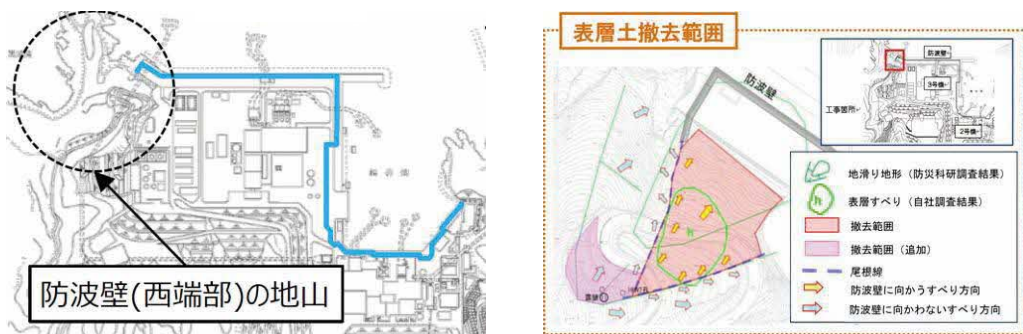 防波壁(西端部)の地山
表層土撤去範囲
防波壁
防波壁
3号機
工事箇所
2号機
地滑り地形（防災科研調査結果）
表層すべり（自社調査結果）
撤去範囲
撤去範囲（追加）
尾根線
防波壁に向かうすべり方向
防波壁に向かわないすべり方向